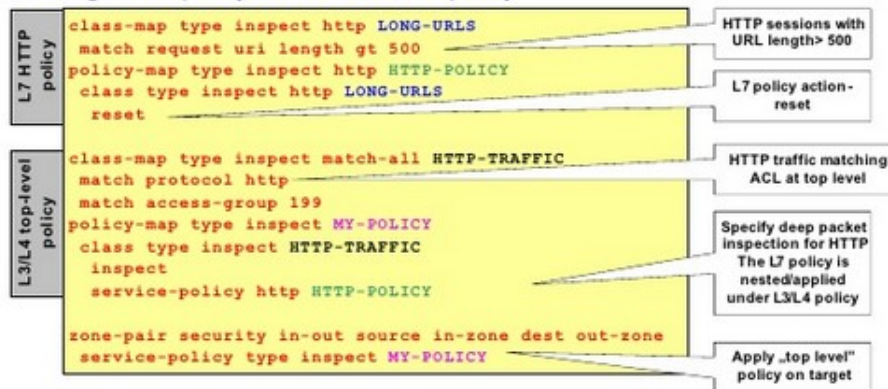 L7 HTTP
policy
class-map type inspect http LONG-URLS
match request uri length gt 500
policy-map type inspect http HTTP-POLICY
class type inspect http LONG-URLS
reset
HTTP sessions with
URL length> 500
L7 policy action -
reset
L3/L4 top-level
policy
class-map type inspect match-all HTTP-TRAFFIC
match protocol http
match access-group 199
policy-map type inspect MY-POLICY
class type inspect HTTP-TRAFFIC
inspect
service-policy http HTTP-POLICY
HTTP traffic matching
ACL at top level
Specify deep packet
inspection for HTTP
The L7 policy is
nested/applied
under L3/L4 policy
zone-pair security in-out source in-zone dest out-zone
service-policy type inspect MY-POLICY
Apply „top level"
policy on target